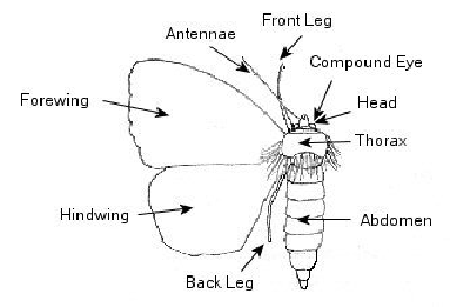 Front Leg
Antennae
Compound Eye
Forewing
Head
Thorax
Hindwing
Abdomen
Back Leg